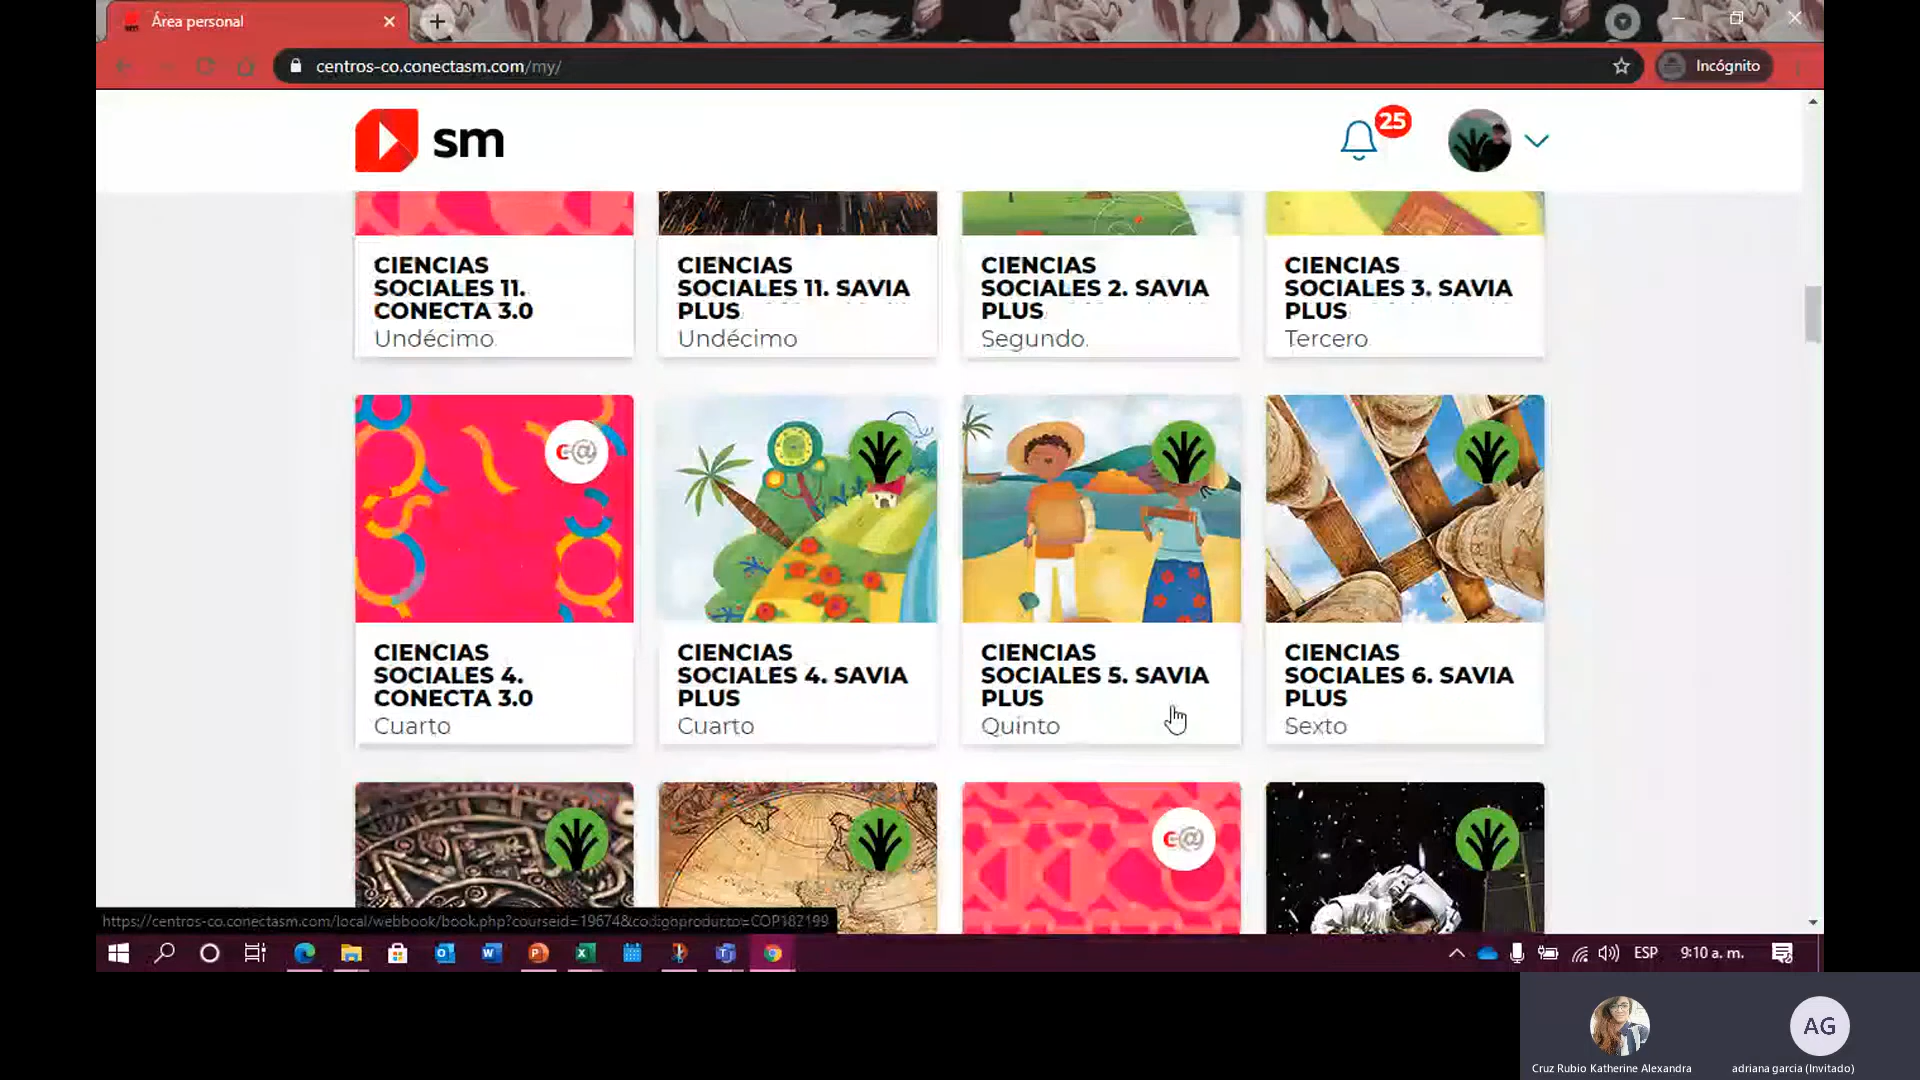 Área personal
centros-co.conectasm.com/my/
Incógnito
sm
25
CIENCIAS
SOCIALES 11.
CONECTA 3.0
Undécimo
CIENCIAS
SOCIALES 11. SAVIA
PLUS
Undécimo
CIENCIAS
SOCIALES 2. SAVIA
PLUS
Segundo
CIENCIAS
SOCIALES 3. SAVIA
PLUS
Tercero
c@
CIENCIAS
SOCIALES 4.
CONECTA 3.0
Cuarto
CIENCIAS
SOCIALES 4. SAVIA
PLUS
Cuarto
CIENCIAS
SOCIALES 5. SAVIA
PLUS
Quinto
CIENCIAS
SOCIALES 6. SAVIA
PLUS
Sexto
c@
https://centros-co.conectasm.com/local/webbook/book.php?courseid=19674&codigoproducto=COP187199
ESP
9:10 a. m.
AG
Cruz Rubio Katherine Alexandra
adriana garcia (Invitado)